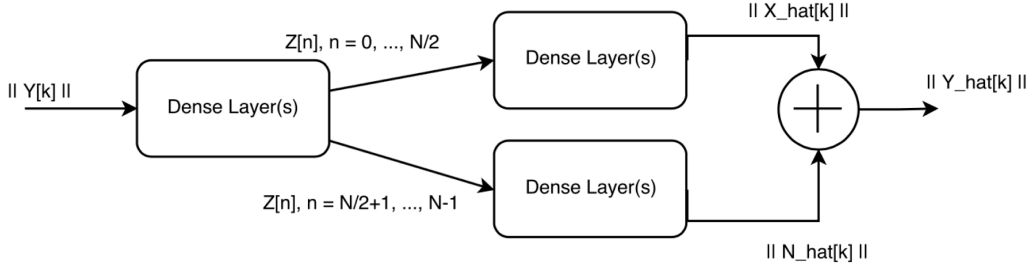 || X_hat[k] ||
Z[n], n = 0, ..., N/2
Dense Layer(s)
|| Y[k] ||
Dense Layer(s)
|| Y_hat[k] ||
Dense Layer(s)
Z[n], n = N/2+1, ..., N-1
|| N_hat[k] ||